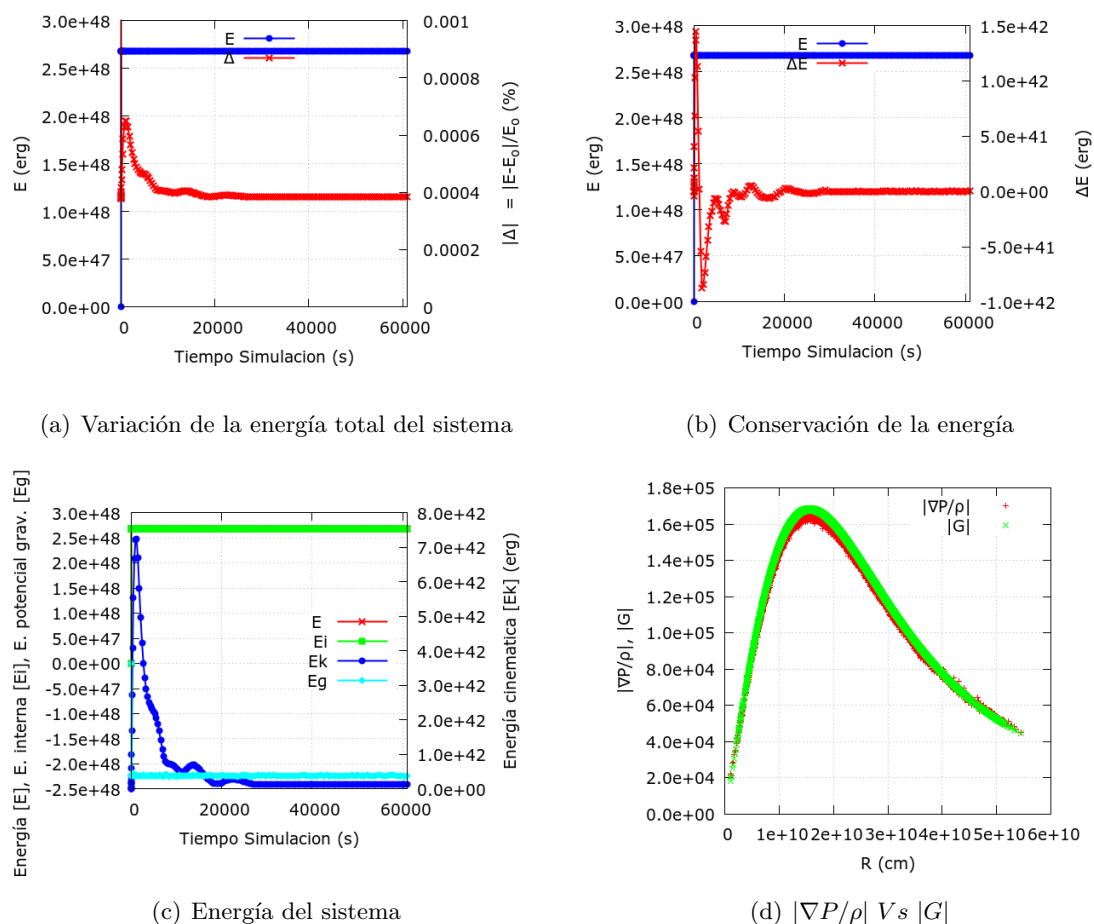 3.0e+48
2.5e+48
2.0e+48
1.5e+48
1.0e+48
5.0e+47
0.0e+00
E (erg)
E
Δ
0.001
0.0008
0.0006
0.0004
0.0002
0
|Δ| = |E-E₀|/E₀ (%)
0 20000 40000 60000
Tiempo Simulacion (s)
(a) Variación de la energía total del sistema
3.0e+48
2.5e+48
2.0e+48
1.5e+48
1.0e+48
5.0e+47
0.0e+00
E (erg)
E
ΔE
1.5e+42
1.0e+42
5.0e+41
0.0e+00
-5.0e+41
-1.0e+42
ΔE (erg)
0 20000 40000 60000
Tiempo Simulacion (s)
(b) Conservación de la energía
Energía [E], E. interna [Ei], E. potencial grav. [Eg]
3.0e+48
2.5e+48
2.0e+48
1.5e+48
1.0e+48
5.0e+47
0.0e+00
-5.0e+47
-1.0e+48
-1.5e+48
-2.0e+48
-2.5e+48
E
Ei
Ek
Eg
8.0e+42
7.0e+42
6.0e+42
5.0e+42
4.0e+42
3.0e+42
2.0e+42
1.0e+42
0.0e+00
Energía cinematica [Ek] (erg)
0 20000 40000 60000
Tiempo Simulacion (s)
(c) Energía del sistema
|∇P/ρ|, |G|
1.8e+05
1.6e+05
1.4e+05
1.2e+05
1.0e+05
8.0e+04
6.0e+04
4.0e+04
2.0e+04
0.0e+00
|∇P/ρ|
|G|
0 1e+10 2e+10 3e+10 4e+10 5e+10 6e+10
R (cm)
(d) |∇P/ρ| Vs |G|